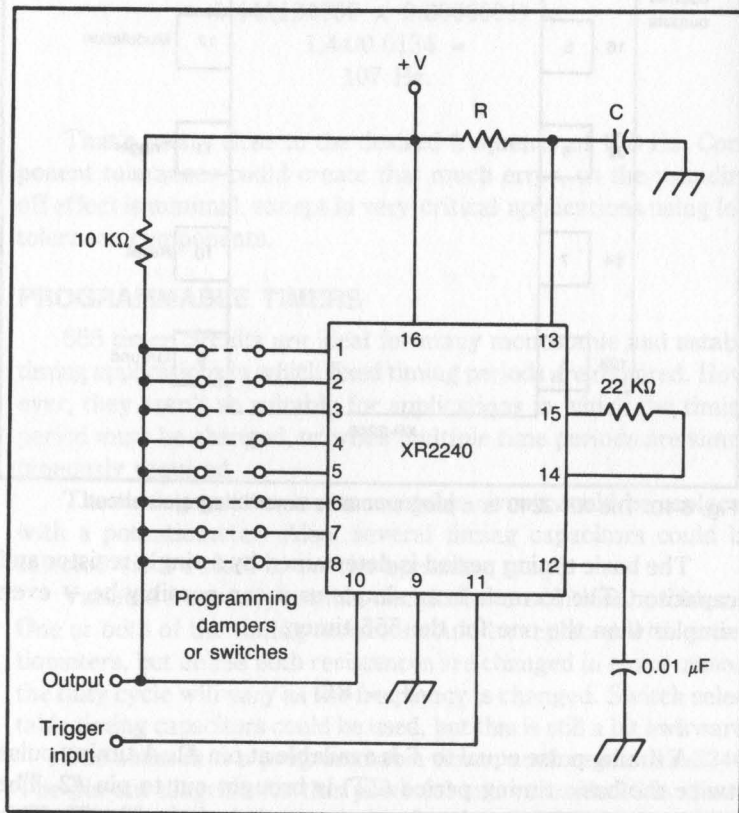 +V
R
C
10 KΩ
16
13
1
2
3
4
5
6
7
8
XR2240
15
22 KΩ
14
12
10
9
11
Programming
dampers
or switches
0.01 μF
Output
Trigger
input